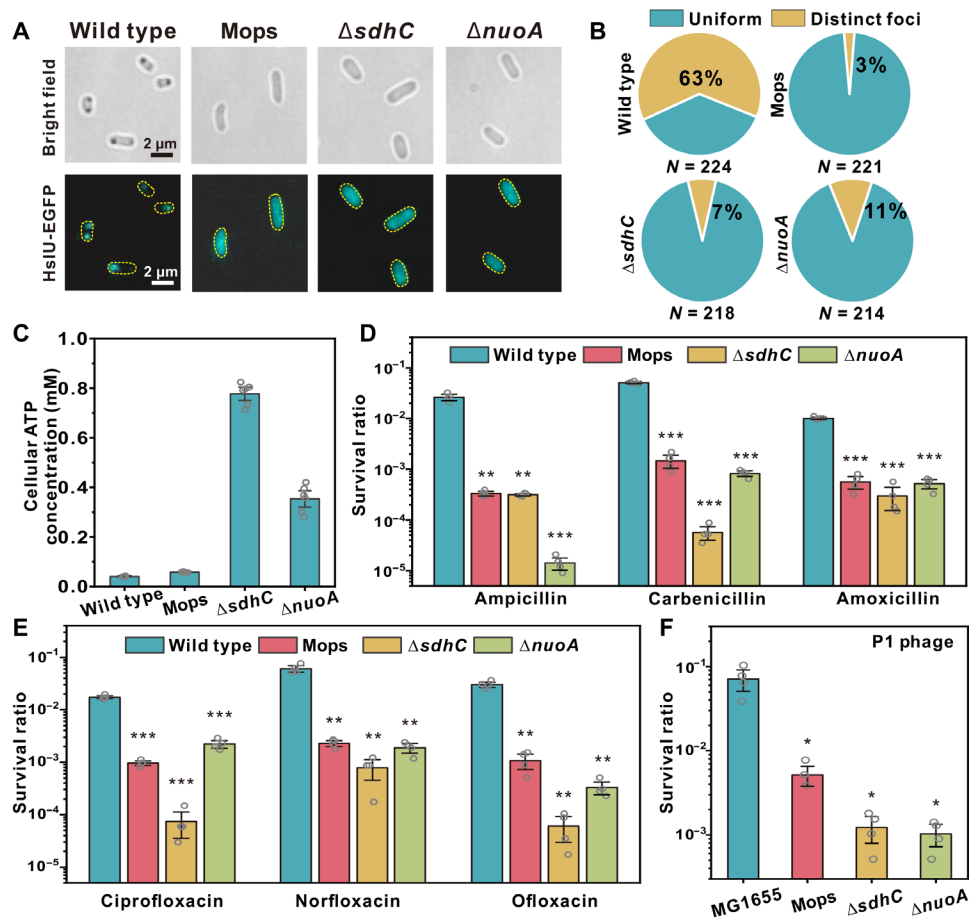 A
Wild type
Mops
ΔsdhC
ΔnuoA
Bright field
2 μm
HslU-EGFP
2 μm
B
Uniform
Distinct foci
Wild type
63%
N = 224
Mops
3%
N = 221
ΔsdhC
7%
N = 218
ΔnuoA
11%
N = 214
C
Cellular ATP
concentration (mM)
1.0
0.8
0.6
0.4
0.2
0.0
Wild type
Mops
ΔsdhC
ΔnuoA
D
Wild type
Mops
ΔsdhC
ΔnuoA
Survival ratio
10⁻¹
10⁻²
10⁻³
10⁻⁴
10⁻⁵
** ** ***
*** *** ***
*** *** ***
Ampicillin
Carbenicillin
Amoxicillin
E
Wild type
Mops
ΔsdhC
ΔnuoA
Survival ratio
10⁻¹
10⁻²
10⁻³
10⁻⁴
10⁻⁵
*** *** ***
** ** **
** ** **
Ciprofloxacin
Norfloxacin
Ofloxacin
F
P1 phage
Survival ratio
10⁻¹
10⁻²
10⁻³
* * *
MG1655
Mops
ΔsdhC
ΔnuoA